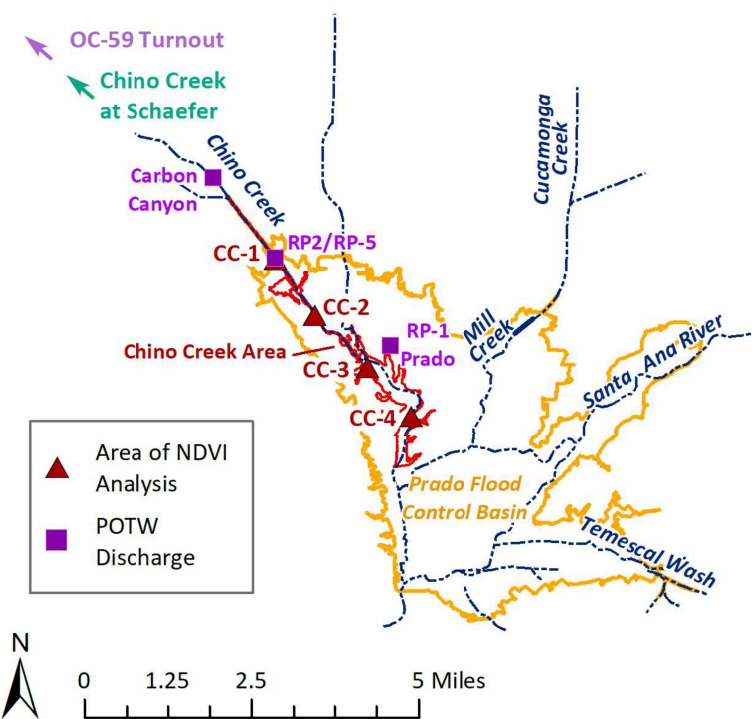 OC-59 Turnout
Chino Creek
at Schaefer
Chino Creek
Carbon
Canyon
Cucamonga
Creek
CC-1
RP2/RP-5
CC-2
RP-1
Prado
Mill
Creek
Chino Creek Area
CC-3
Santa Ana River
CC-4
Area of NDVI
Analysis
POTW
Discharge
Prado Flood
Control Basin
Temescal Wash
N
0 1.25 2.5 5 Miles